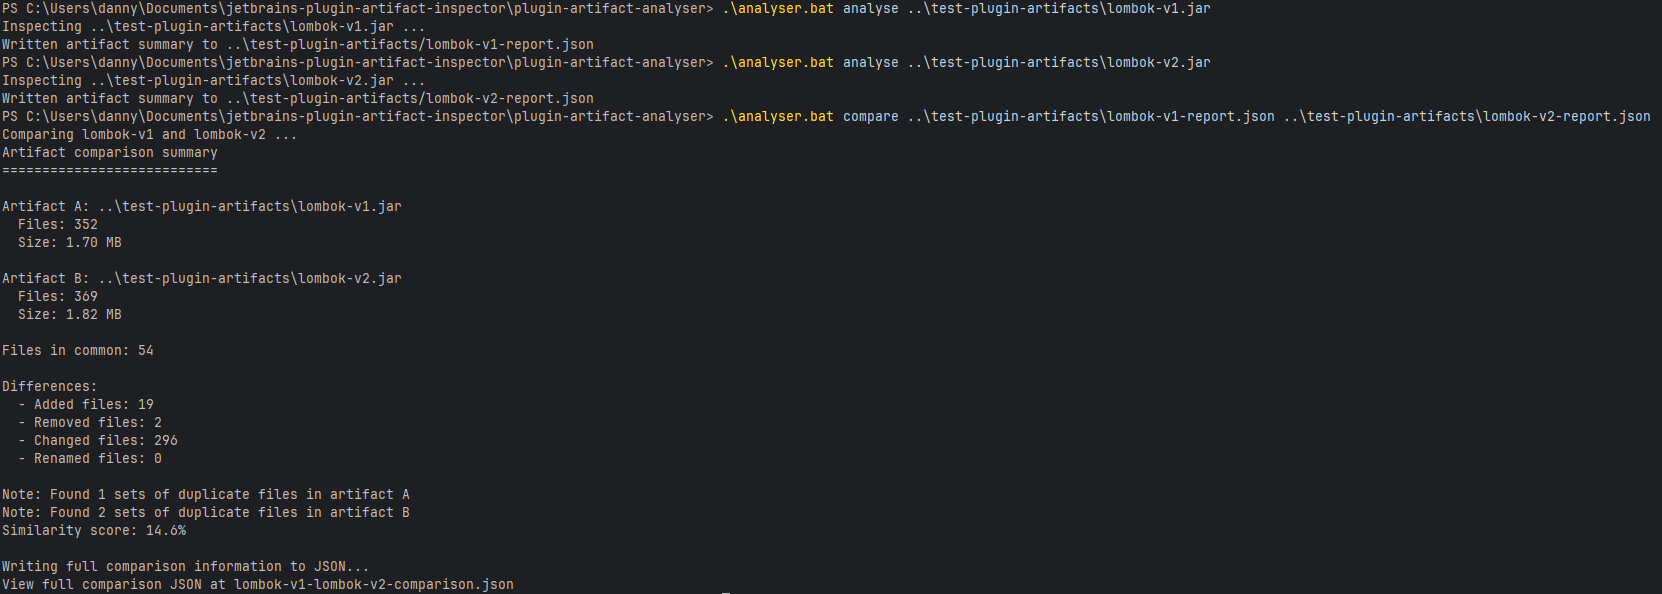 PS C:\Users\danny\Documents\jetbrains-plugin-artifact-inspector\plugin-artifact-analyser> .\analyser.bat analyse ..\test-plugin-artifacts\lombok-v1.jar
Inspecting ..\test-plugin-artifacts\lombok-v1.jar ...
Written artifact summary to ..\test-plugin-artifacts/lombok-v1-report.json
PS C:\Users\danny\Documents\jetbrains-plugin-artifact-inspector\plugin-artifact-analyser> .\analyser.bat analyse ..\test-plugin-artifacts\lombok-v2.jar
Inspecting ..\test-plugin-artifacts\lombok-v2.jar ...
Written artifact summary to ..\test-plugin-artifacts/lombok-v2-report.json
PS C:\Users\danny\Documents\jetbrains-plugin-artifact-inspector\plugin-artifact-analyser> .\analyser.bat compare ..\test-plugin-artifacts\lombok-v1-report.json ..\test-plugin-artifacts\lombok-v2-report.json
Comparing lombok-v1 and lombok-v2 ...
Artifact comparison summary
===========================
Artifact A: ..\test-plugin-artifacts\lombok-v1.jar
  Files: 352
  Size: 1.70 MB
Artifact B: ..\test-plugin-artifacts\lombok-v2.jar
  Files: 369
  Size: 1.82 MB
Files in common: 54
Differences:
  - Added files: 19
  - Removed files: 2
  - Changed files: 296
  - Renamed files: 0
Note: Found 1 sets of duplicate files in artifact A
Note: Found 2 sets of duplicate files in artifact B
Similarity score: 14.6%
Writing full comparison information to JSON...
View full comparison JSON at lombok-v1-lombok-v2-comparison.json